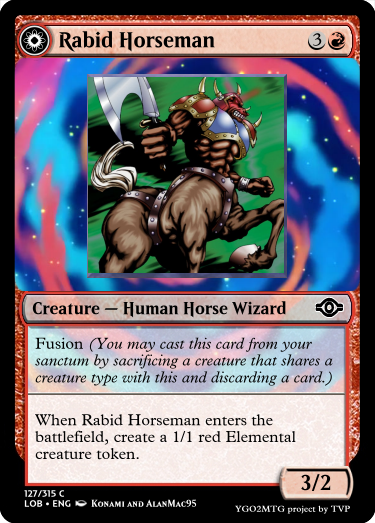 Rabid Horseman 3
Creature — Human Horse Wizard
Fusion (You may cast this card from your
sanctum by sacrificing a creature that shares a
creature type with this and discarding a card.)
When Rabid Horseman enters the
battlefield, create a 1/1 red Elemental
creature token.
3/2
127/315 C
LOB • ENG Konami and AlanMac95
YGO2MTG project by TVP